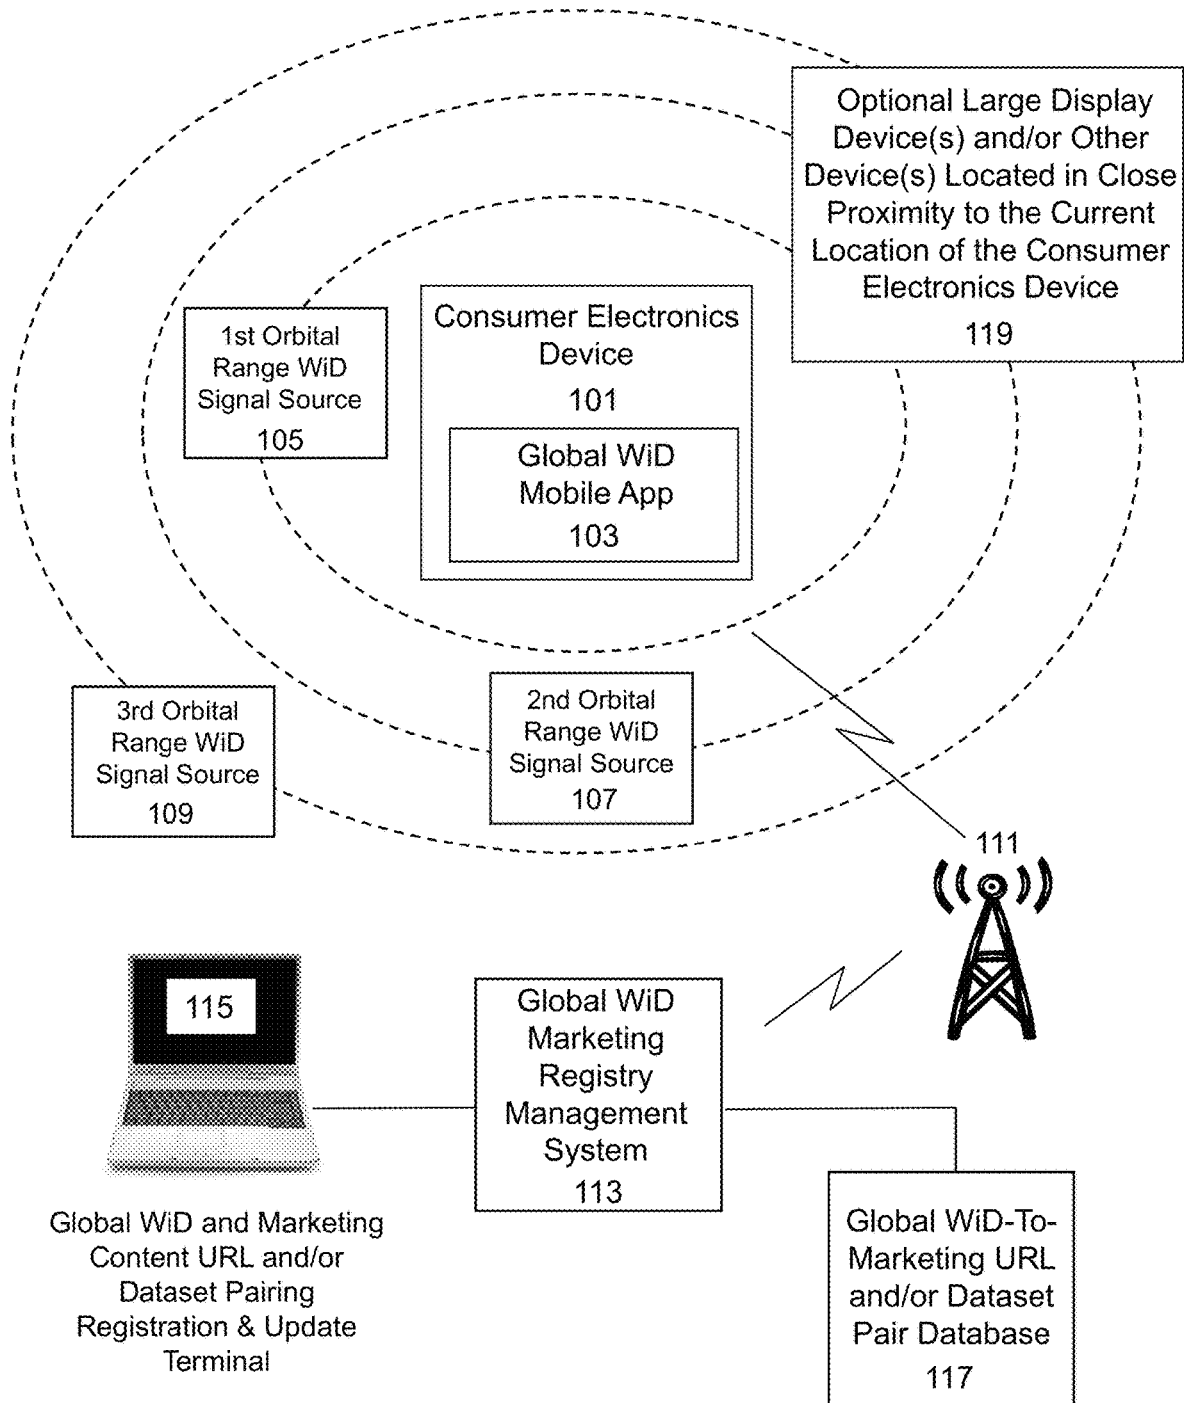 Optional Large Display
Device(s) and/or Other
Device(s) Located in Close
Proximity to the Current
Location of the Consumer
Electronics Device
119
1st Orbital
Range WiD
Signal Source
105
Consumer Electronics
Device
101
Global WiD
Mobile App
103
3rd Orbital
Range WiD
Signal Source
109
2nd Orbital
Range WiD
Signal Source
107
111
115
Global WiD
Marketing
Registry
Management
System
113
Global WiD and Marketing
Content URL and/or
Dataset Pairing
Registration & Update
Terminal
Global WiD-To-
Marketing URL
and/or Dataset
Pair Database
117